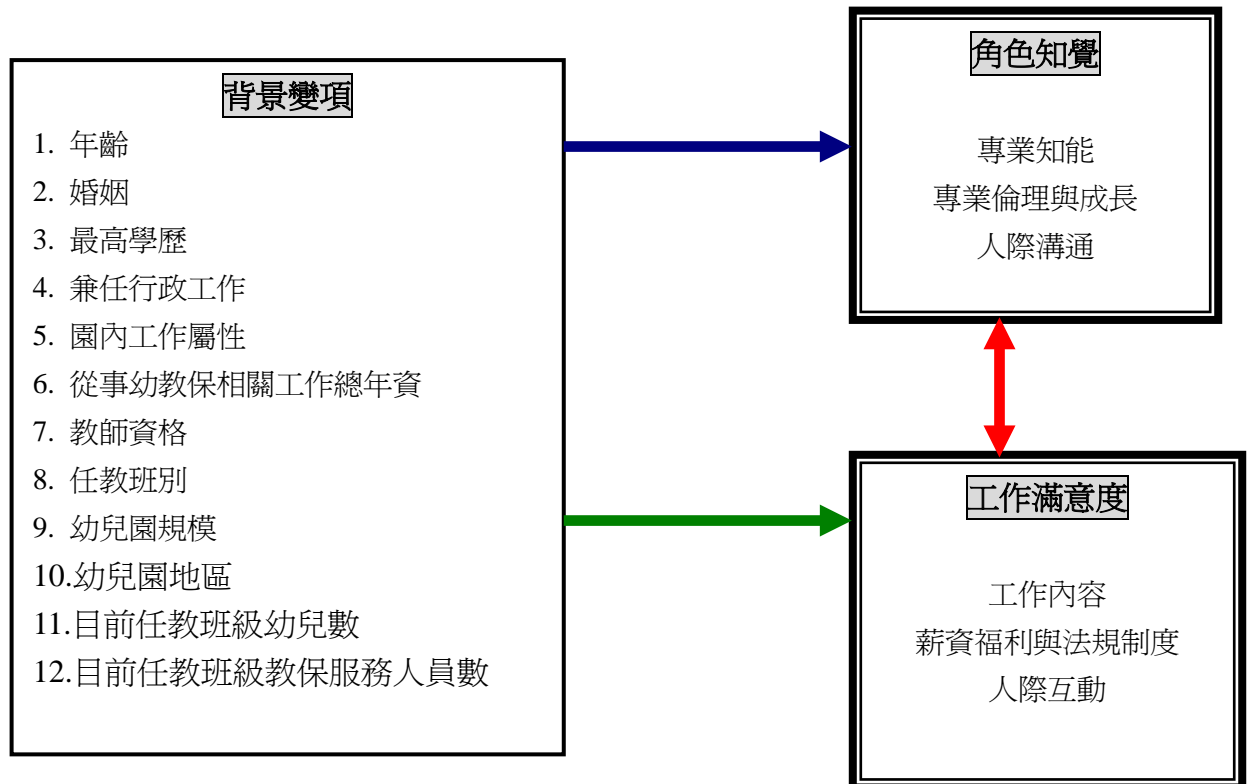 背景變項
1. 年齡
2. 婚姻
3. 最高學歷
4. 兼任行政工作
5. 園內工作屬性
6. 從事幼教保相關工作總年資
7. 教師資格
8. 任教班別
9. 幼兒園規模
10.幼兒園地區
11.目前任教班級幼兒數
12.目前任教班級教保服務人員數
角色知覺
專業知能
專業倫理與成長
人際溝通
工作滿意度
工作內容
薪資福利與法規制度
人際互動